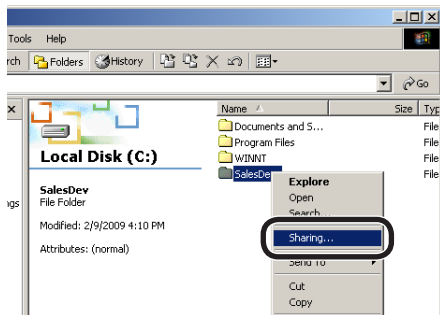 Tools Help
rch Folders History
Go
Name Size Typ
Local Disk (C:)
SalesDev
File Folder
Modified: 2/9/2009 4:10 PM
Attributes: (normal)
ngs
Documents and S... File
Program Files File
WINNT File
SalesDe File
Explore
Open
Search...
Sharing...
Send To
Cut
Copy